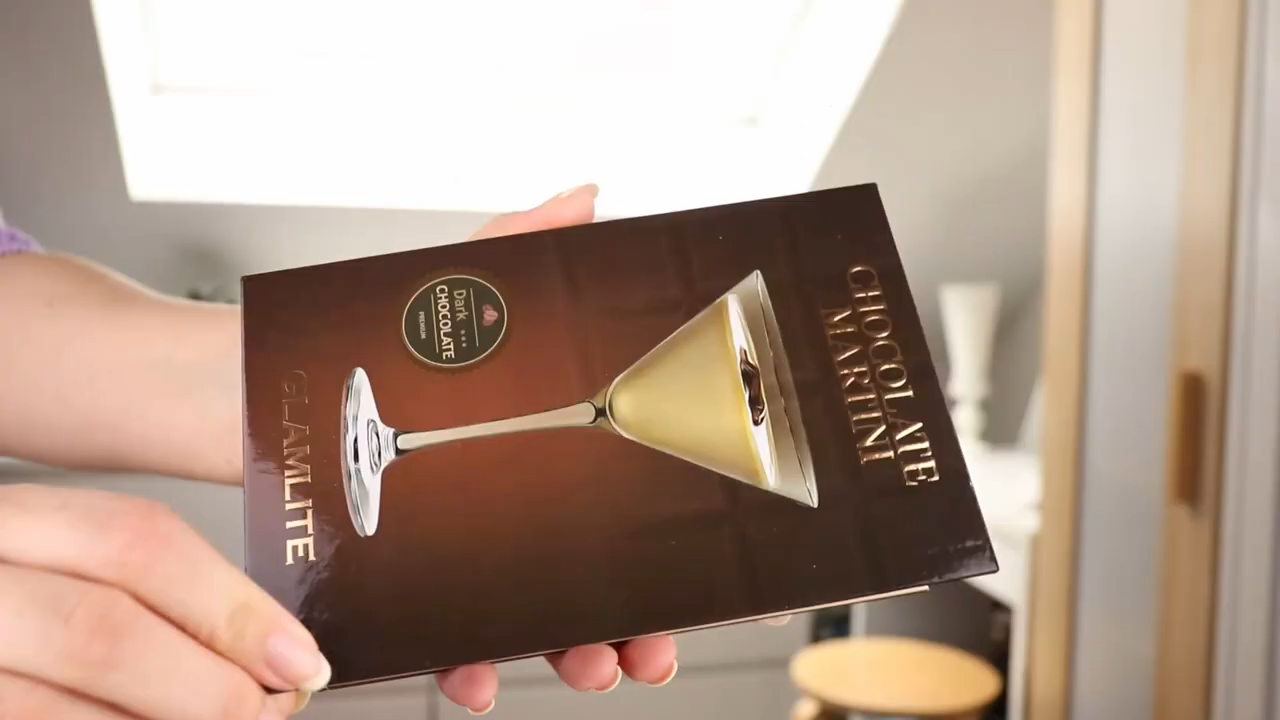 CHOCOLATE
MARTINI
Dark
CHOCOLATE
PREMIUM
GLAMLITE